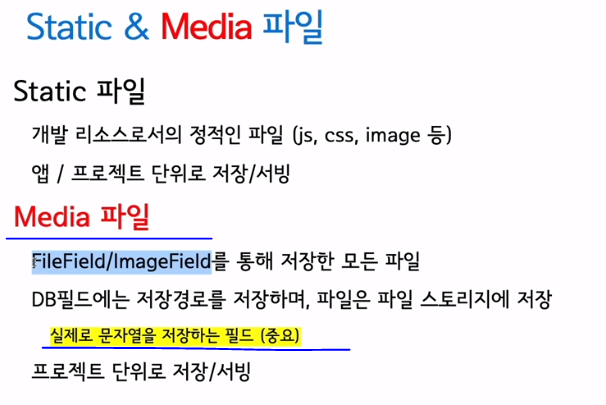 Static & Media 파일
Static 파일
개발 리소스로서의 정적인 파일 (js, css, image 등)
앱 / 프로젝트 단위로 저장/서빙
Media 파일
FileField/ImageField를 통해 저장한 모든 파일
DB필드에는 저장경로를 저장하며, 파일은 파일 스토리지에 저장
실제로 문자열을 저장하는 필드 (중요)
프로젝트 단위로 저장/서빙